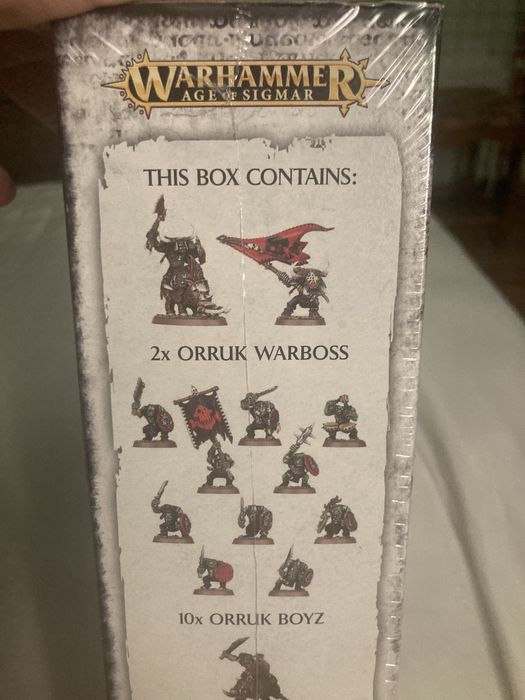 WARHAMMER
AGE OF SIGMAR
THIS BOX CONTAINS:
2x ORRUK WARBOSS
10x ORRUK BOYZ